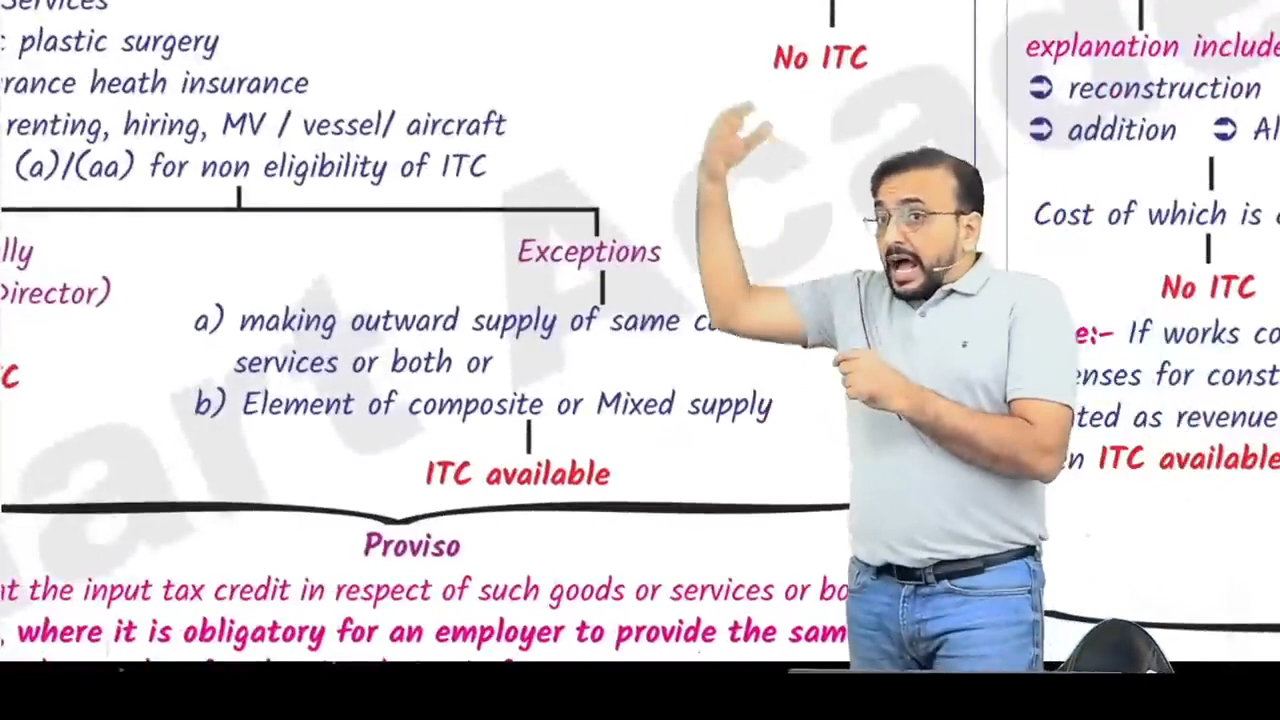 Services
: plastic surgery
rance heath insurance
renting, hiring, MV / vessel/ aircraft
(a)/(aa) for non eligibility of ITC
lly
Director)
C
Exceptions
a) making outward supply of same c
services or both or
b) Element of composite or Mixed supply
ITC available
No ITC
explanation include
➲ reconstruction
➲ addition ➲ Al
Cost of which is
No ITC
e:- If works co
enses for const
ted as revenue
n ITC available
Proviso
at the input tax credit in respect of such goods or services or bo
, where it is obligatory for an employer to provide the sam
art Acade